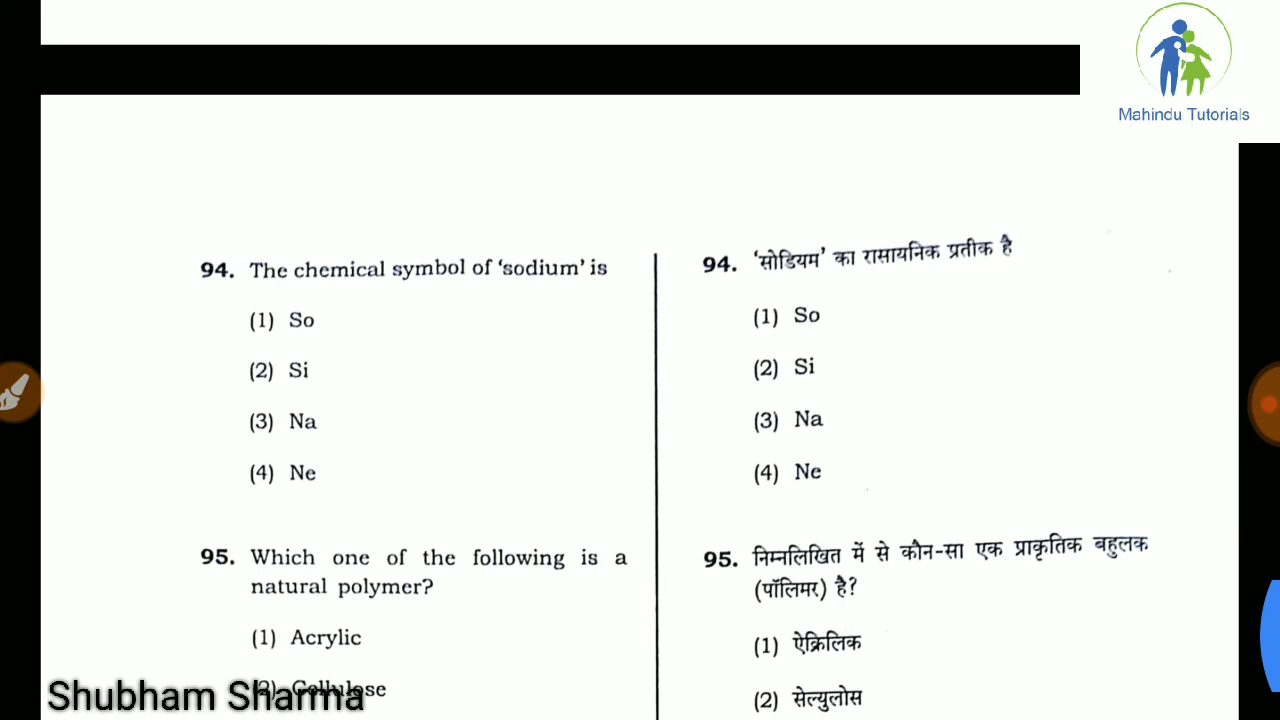 Mahindu Tutorials
94. The chemical symbol of ‘sodium’ is
(1) So
(2) Si
(3) Na
(4) Ne
95. Which one of the following is a
natural polymer?
(1) Acrylic
(2) Cellulose
94. ‘सोडियम’ का रासायनिक प्रतीक है
(1) So
(2) Si
(3) Na
(4) Ne
95. निम्नलिखित में से कौन-सा एक प्राकृतिक बहुलक
(पॉलिमर) है?
(1) ऐक्रिलिक
(2) सेल्युलोस
Shubham Sharma